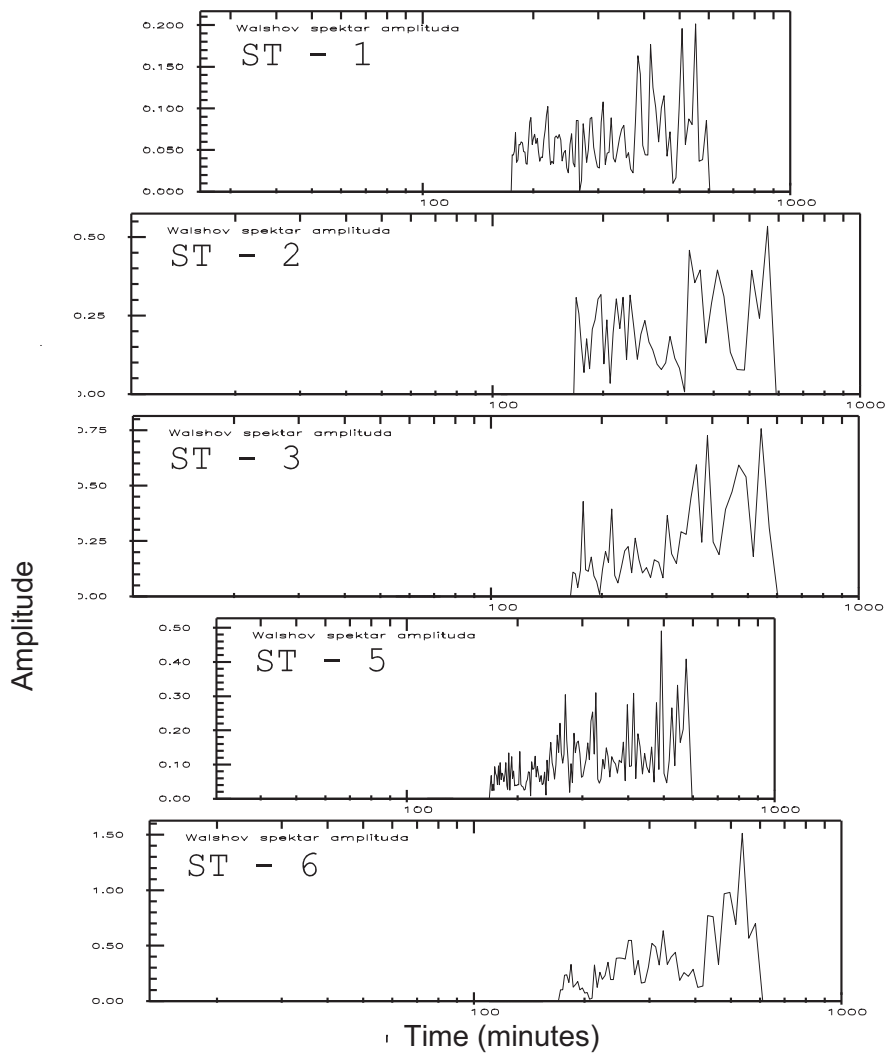 Walshov spektar amplituda
ST - 1
0.200
0.150
0.100
0.050
0.000
100
1000
Walshov spektar amplituda
ST - 2
0.50
0.25
0.00
100
1000
Walshov spektar amplituda
ST - 3
0.75
0.50
0.25
0.00
100
1000
Amplitude
Walshov spektar amplituda
ST - 5
0.50
0.40
0.30
0.20
0.10
0.00
100
1000
Walshov spektar amplituda
ST - 6
1.50
1.00
0.50
0.00
100
1000
Time (minutes)